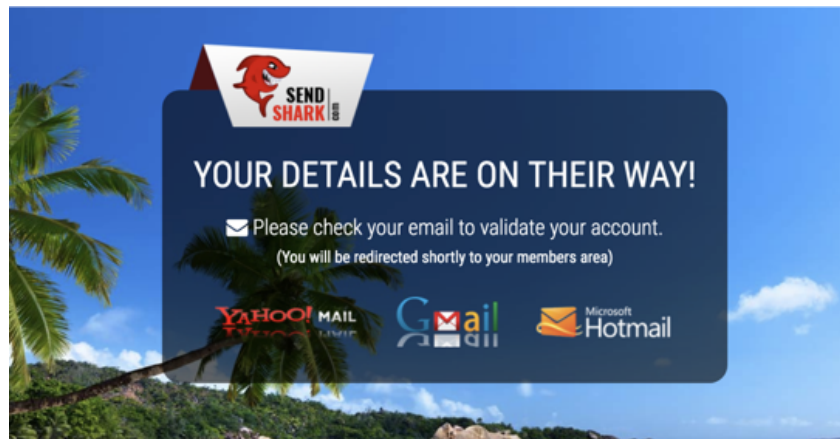 SEND
SHARK
com
YOUR DETAILS ARE ON THEIR WAY!
Please check your email to validate your account.
(You will be redirected shortly to your members area)
YAHOO! MAIL
Gmail
Microsoft
Hotmail